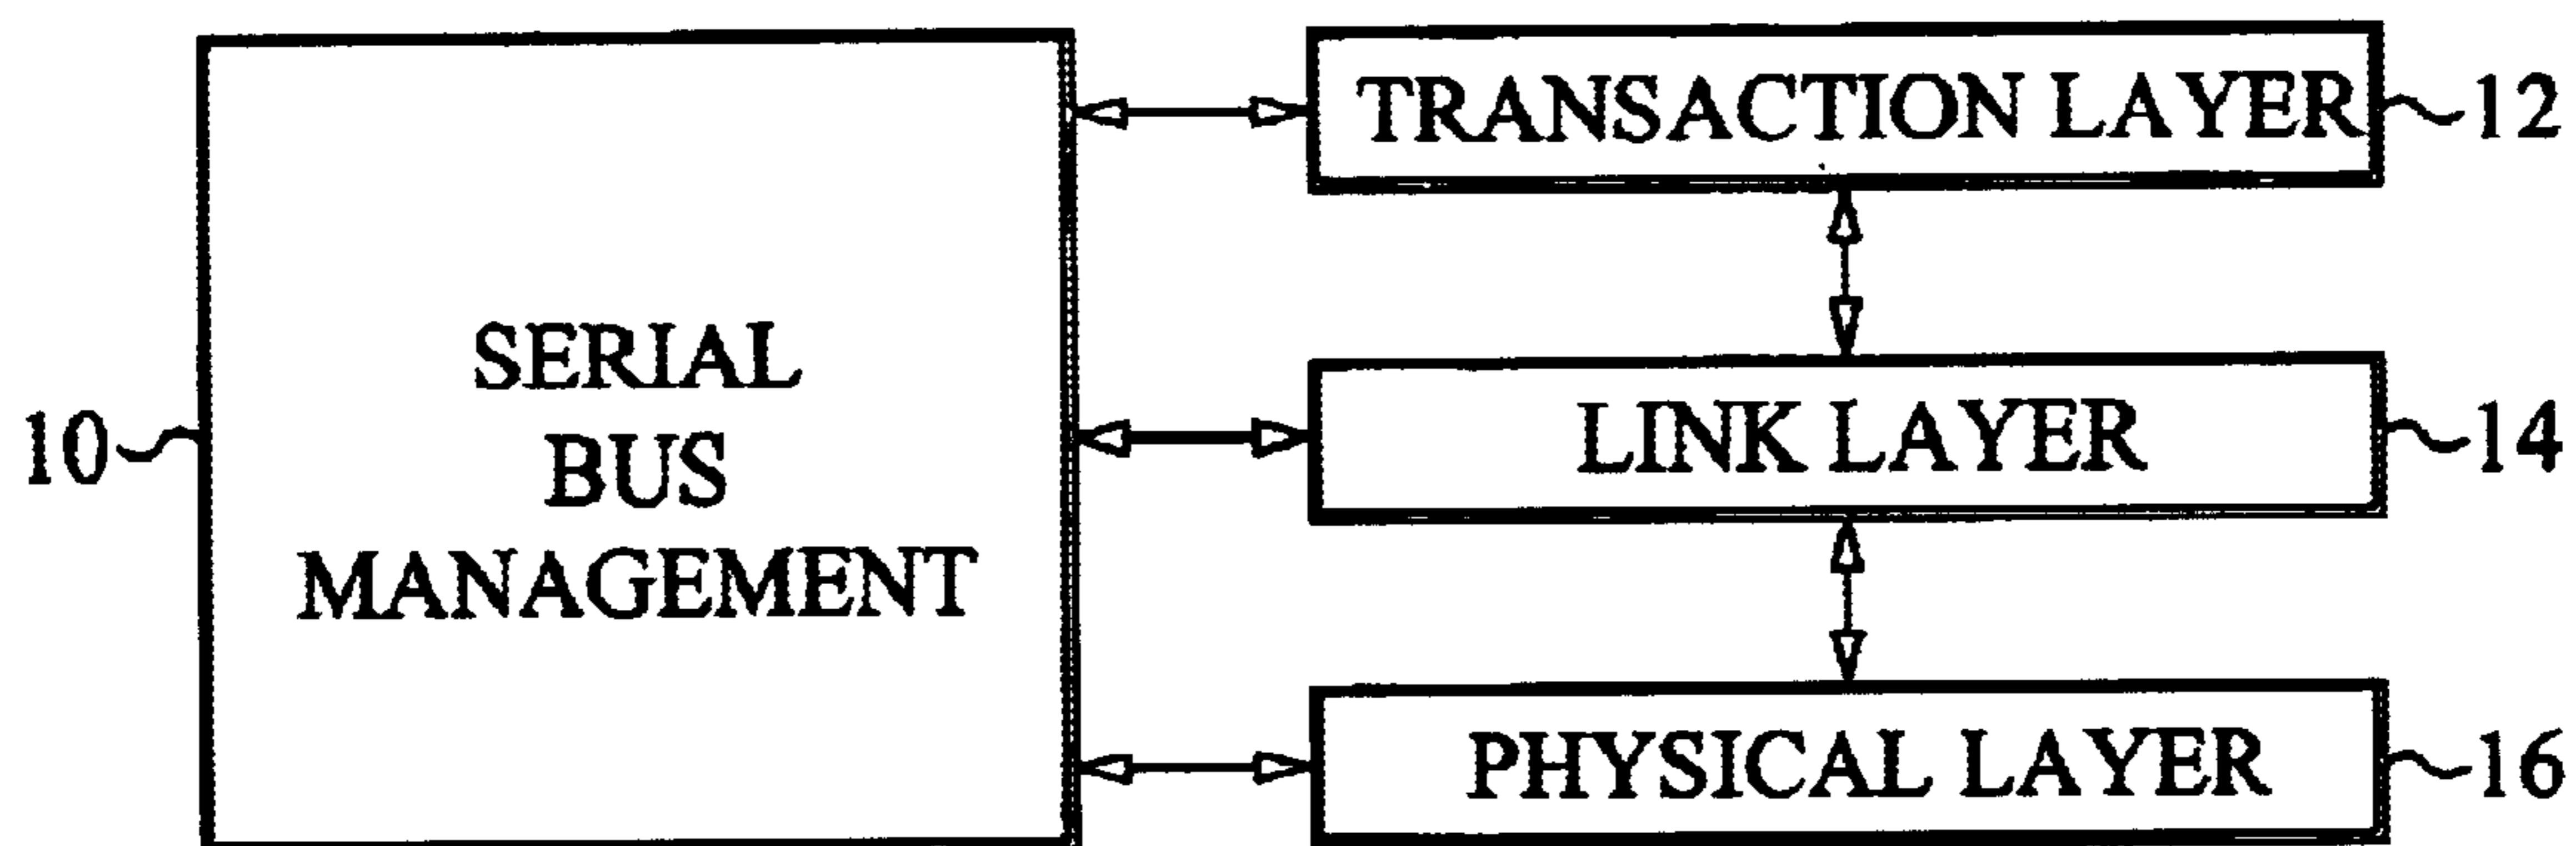 TRANSACTION LAYER
12
SERIAL
BUS
MANAGEMENT
10
LINK LAYER
14
PHYSICAL LAYER
16